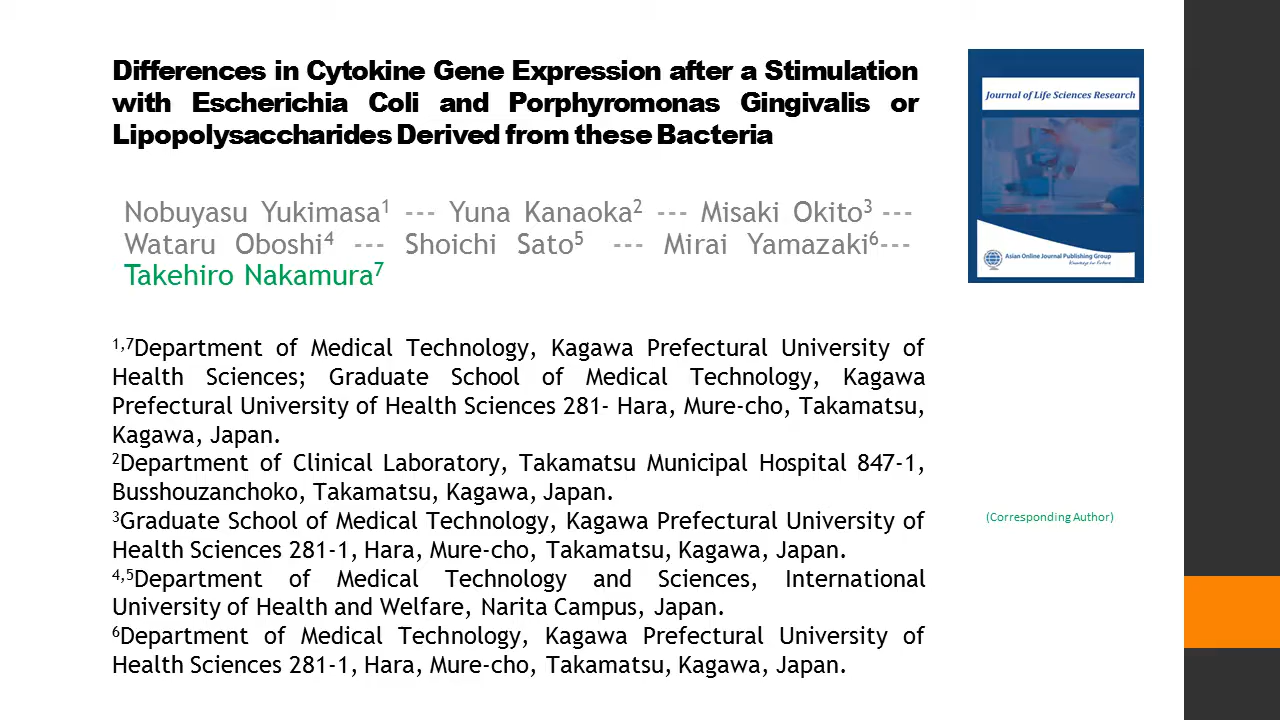 Differences in Cytokine Gene Expression after a Stimulation
with Escherichia Coli and Porphyromonas Gingivalis or
Lipopolysaccharides Derived from these Bacteria
Journal of Life Sciences Research
Asian Online Journal Publishing Group
Knowledge is Future
Nobuyasu Yukimasa1 --- Yuna Kanaoka2 --- Misaki Okito3 ---
Wataru Oboshi4 --- Shoichi Sato5 --- Mirai Yamazaki6---
Takehiro Nakamura7
1,7Department of Medical Technology, Kagawa Prefectural University of
Health Sciences; Graduate School of Medical Technology, Kagawa
Prefectural University of Health Sciences 281- Hara, Mure-cho, Takamatsu,
Kagawa, Japan.
2Department of Clinical Laboratory, Takamatsu Municipal Hospital 847-1,
Busshouzanchoko, Takamatsu, Kagawa, Japan.
3Graduate School of Medical Technology, Kagawa Prefectural University of
Health Sciences 281-1, Hara, Mure-cho, Takamatsu, Kagawa, Japan.
4,5Department of Medical Technology and Sciences, International
University of Health and Welfare, Narita Campus, Japan.
6Department of Medical Technology, Kagawa Prefectural University of
Health Sciences 281-1, Hara, Mure-cho, Takamatsu, Kagawa, Japan.
(Corresponding Author)